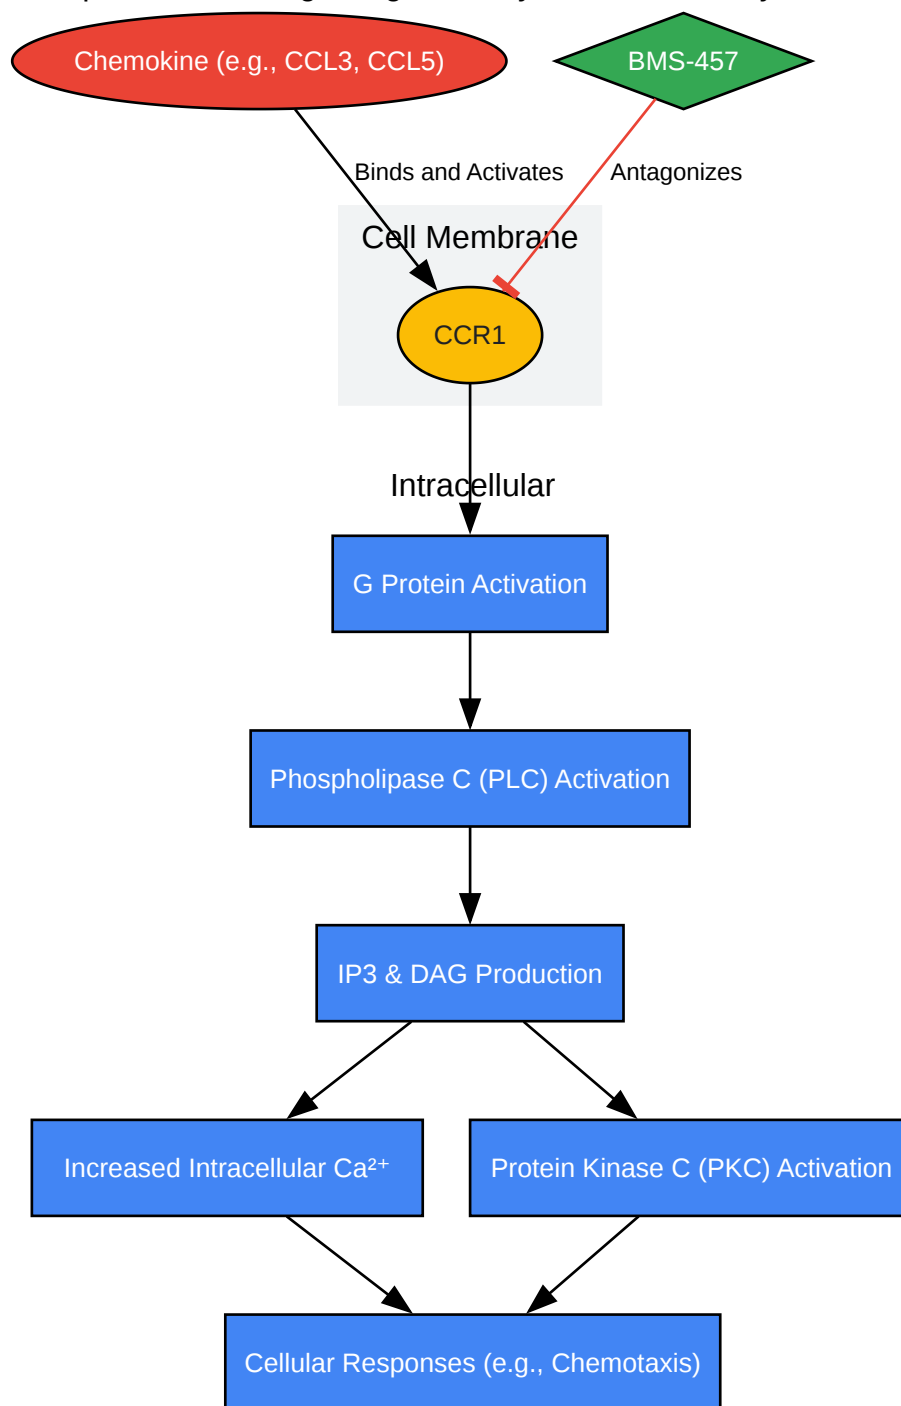 Chemokine (e.g., CCL3, CCL5)
BMS-457
Binds and Activates
Antagonizes
Cell Membrane
CCR1
Intracellular
G Protein Activation
Phospholipase C (PLC) Activation
IP3 & DAG Production
Increased Intracellular Ca²⁺
Protein Kinase C (PKC) Activation
Cellular Responses (e.g., Chemotaxis)